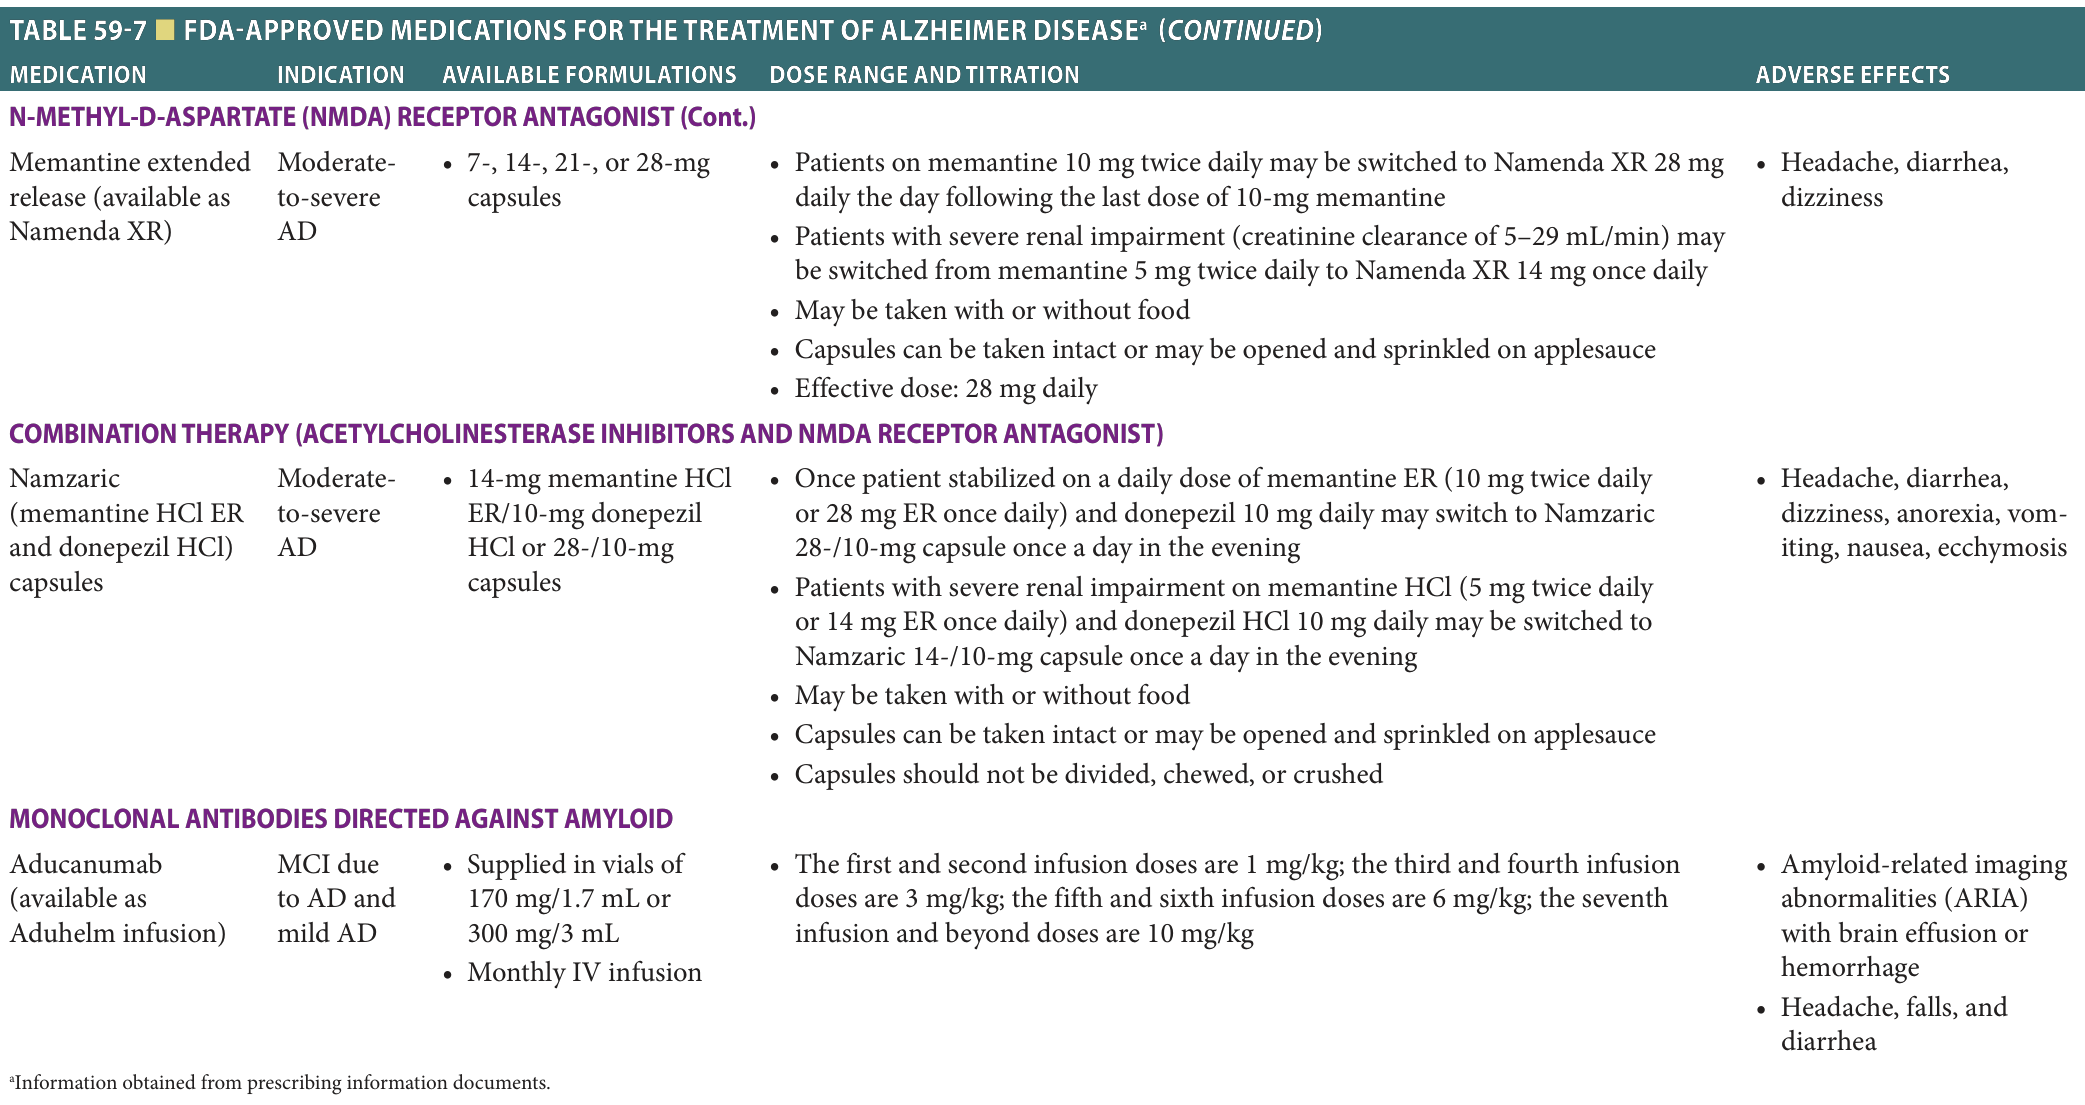 TABLE 59-7 ■ FDA-APPROVED MEDICATIONS FOR THE TREATMENT OF ALZHEIMER DISEASEᵃ (CONTINUED)
MEDICATION INDICATION AVAILABLE FORMULATIONS DOSE RANGE AND TITRATION ADVERSE EFFECTS
N-METHYL-D-ASPARTATE (NMDA) RECEPTOR ANTAGONIST (Cont.)
Memantine extended
release (available as
Namenda XR)
Moderate-
to-severe
AD
• 7-, 14-, 21-, or 28-mg
capsules
• Patients on memantine 10 mg twice daily may be switched to Namenda XR 28 mg
daily the day following the last dose of 10-mg memantine
• Patients with severe renal impairment (creatinine clearance of 5–29 mL/min) may
be switched from memantine 5 mg twice daily to Namenda XR 14 mg once daily
• May be taken with or without food
• Capsules can be taken intact or may be opened and sprinkled on applesauce
• Effective dose: 28 mg daily
• Headache, diarrhea,
dizziness
COMBINATION THERAPY (ACETYLCHOLINESTERASE INHIBITORS AND NMDA RECEPTOR ANTAGONIST)
Namzaric
(memantine HCl ER
and donepezil HCl)
capsules
Moderate-
to-severe
AD
• 14-mg memantine HCl
ER/10-mg donepezil
HCl or 28-/10-mg
capsules
• Once patient stabilized on a daily dose of memantine ER (10 mg twice daily
or 28 mg ER once daily) and donepezil 10 mg daily may switch to Namzaric
28-/10-mg capsule once a day in the evening
• Patients with severe renal impairment on memantine HCl (5 mg twice daily
or 14 mg ER once daily) and donepezil HCl 10 mg daily may be switched to
Namzaric 14-/10-mg capsule once a day in the evening
• May be taken with or without food
• Capsules can be taken intact or may be opened and sprinkled on applesauce
• Capsules should not be divided, chewed, or crushed
• Headache, diarrhea,
dizziness, anorexia, vom-
iting, nausea, ecchymosis
MONOCLONAL ANTIBODIES DIRECTED AGAINST AMYLOID
Aducanumab
(available as
Aduhelm infusion)
MCI due
to AD and
mild AD
• Supplied in vials of
170 mg/1.7 mL or
300 mg/3 mL
• Monthly IV infusion
• The first and second infusion doses are 1 mg/kg; the third and fourth infusion
doses are 3 mg/kg; the fifth and sixth infusion doses are 6 mg/kg; the seventh
infusion and beyond doses are 10 mg/kg
• Amyloid-related imaging
abnormalities (ARIA)
with brain effusion or
hemorrhage
• Headache, falls, and
diarrhea
ᵃInformation obtained from prescribing information documents.